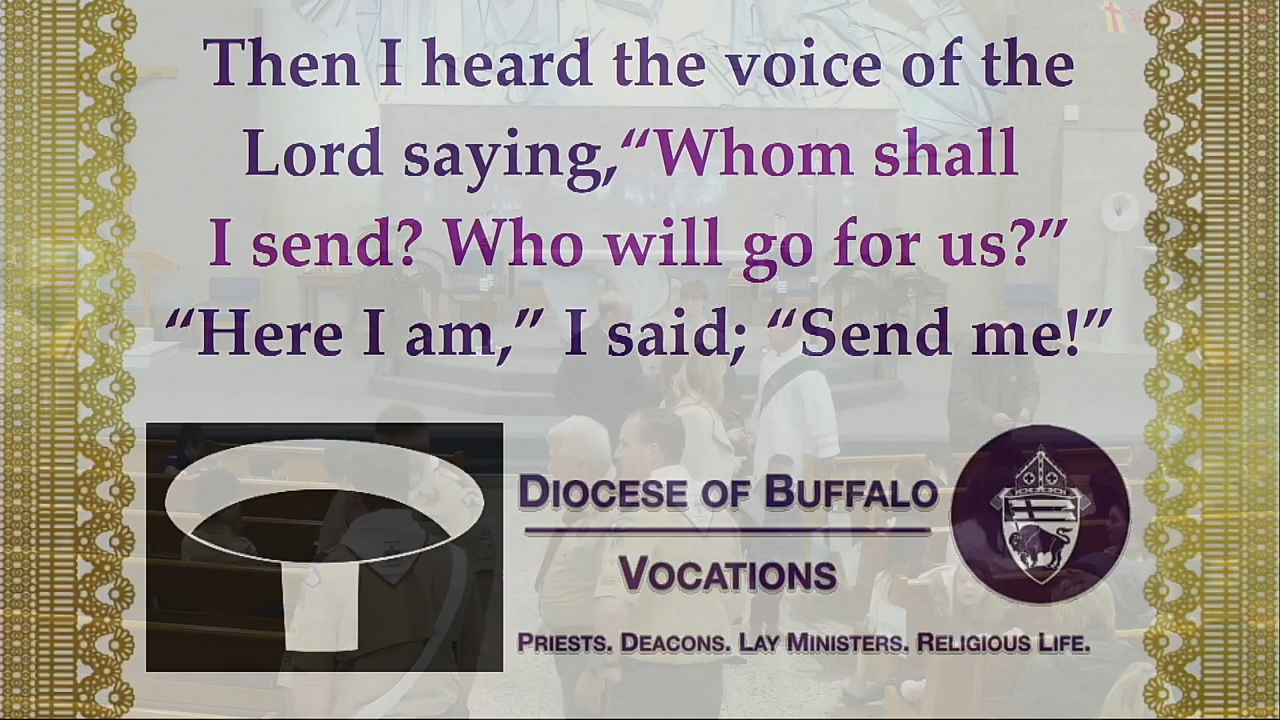 Then I heard the voice of the
Lord saying,“Whom shall
I send? Who will go for us?”
“Here I am,” I said; “Send me!”
DIOCESE OF BUFFALO
VOCATIONS
PRIESTS. DEACONS. LAY MINISTERS. RELIGIOUS LIFE.